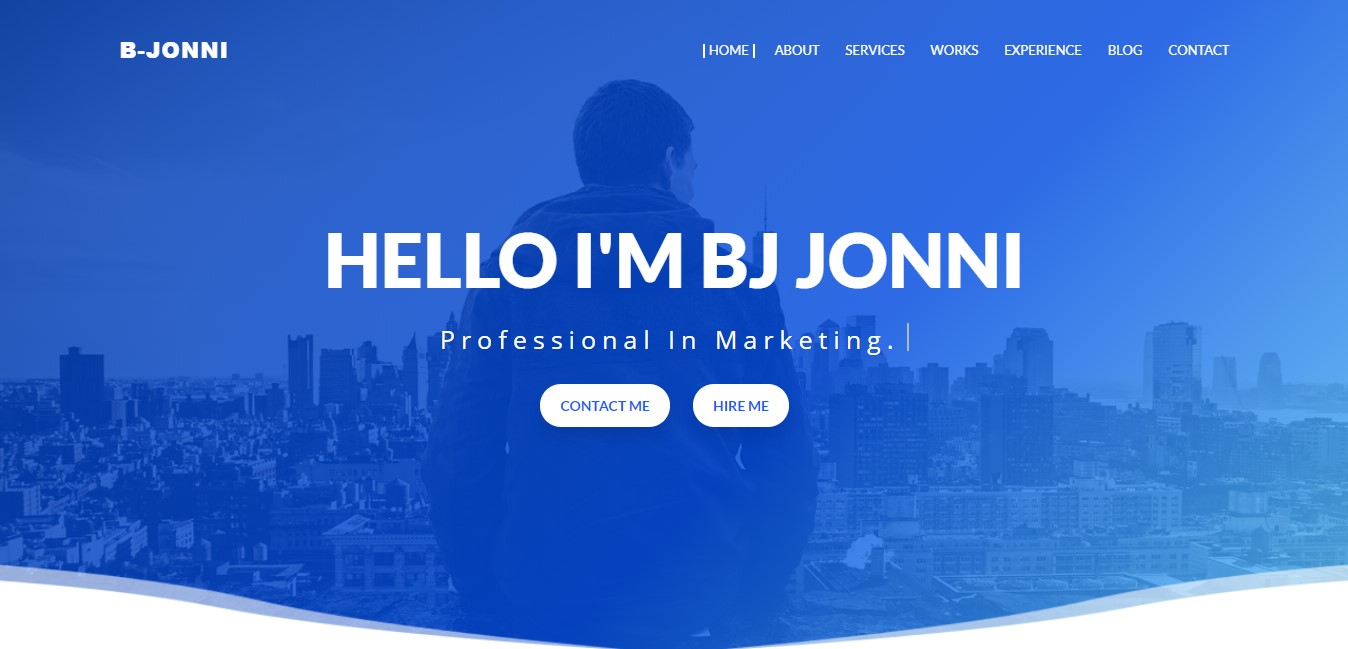 B-JONNI
HOME ABOUT SERVICES WORKS EXPERIENCE BLOG CONTACT
HELLO I'M BJ JONNI
Professional In Marketing.
CONTACT ME HIRE ME